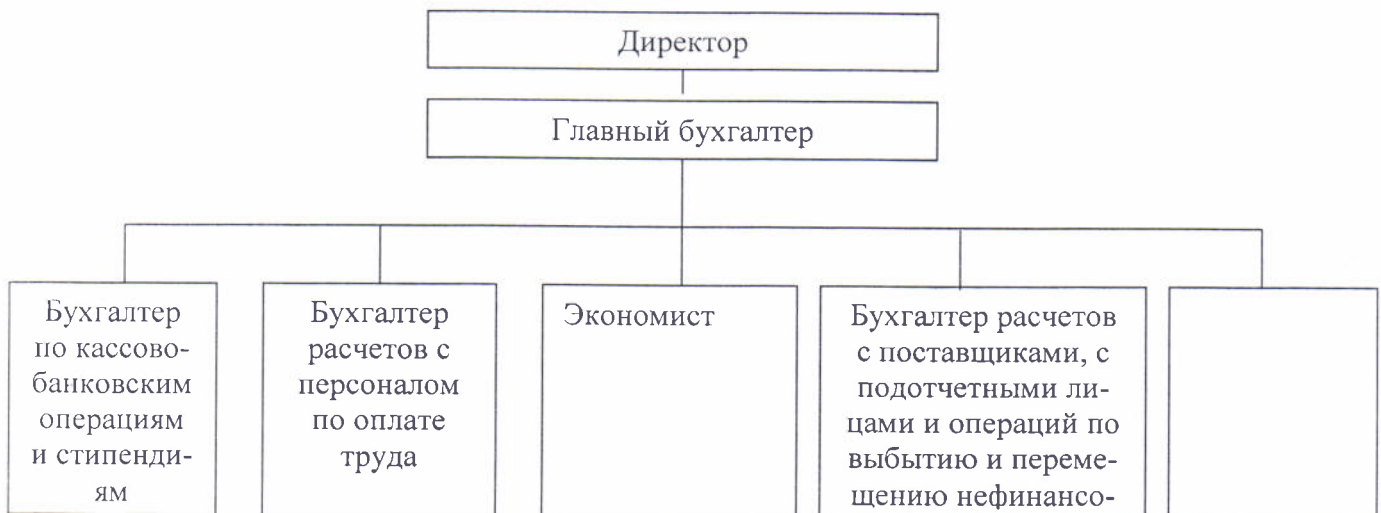 Директор
Главный бухгалтер
Бухгалтер
по кассово-
банковским
операциям
и стипенди-
ям
Бухгалтер
расчетов с
персоналом
по оплате
труда
Экономист
Бухгалтер расчетов
с поставщиками, с
подотчетными ли-
цами и операций по
выбытию и переме-
щению нефинансо-